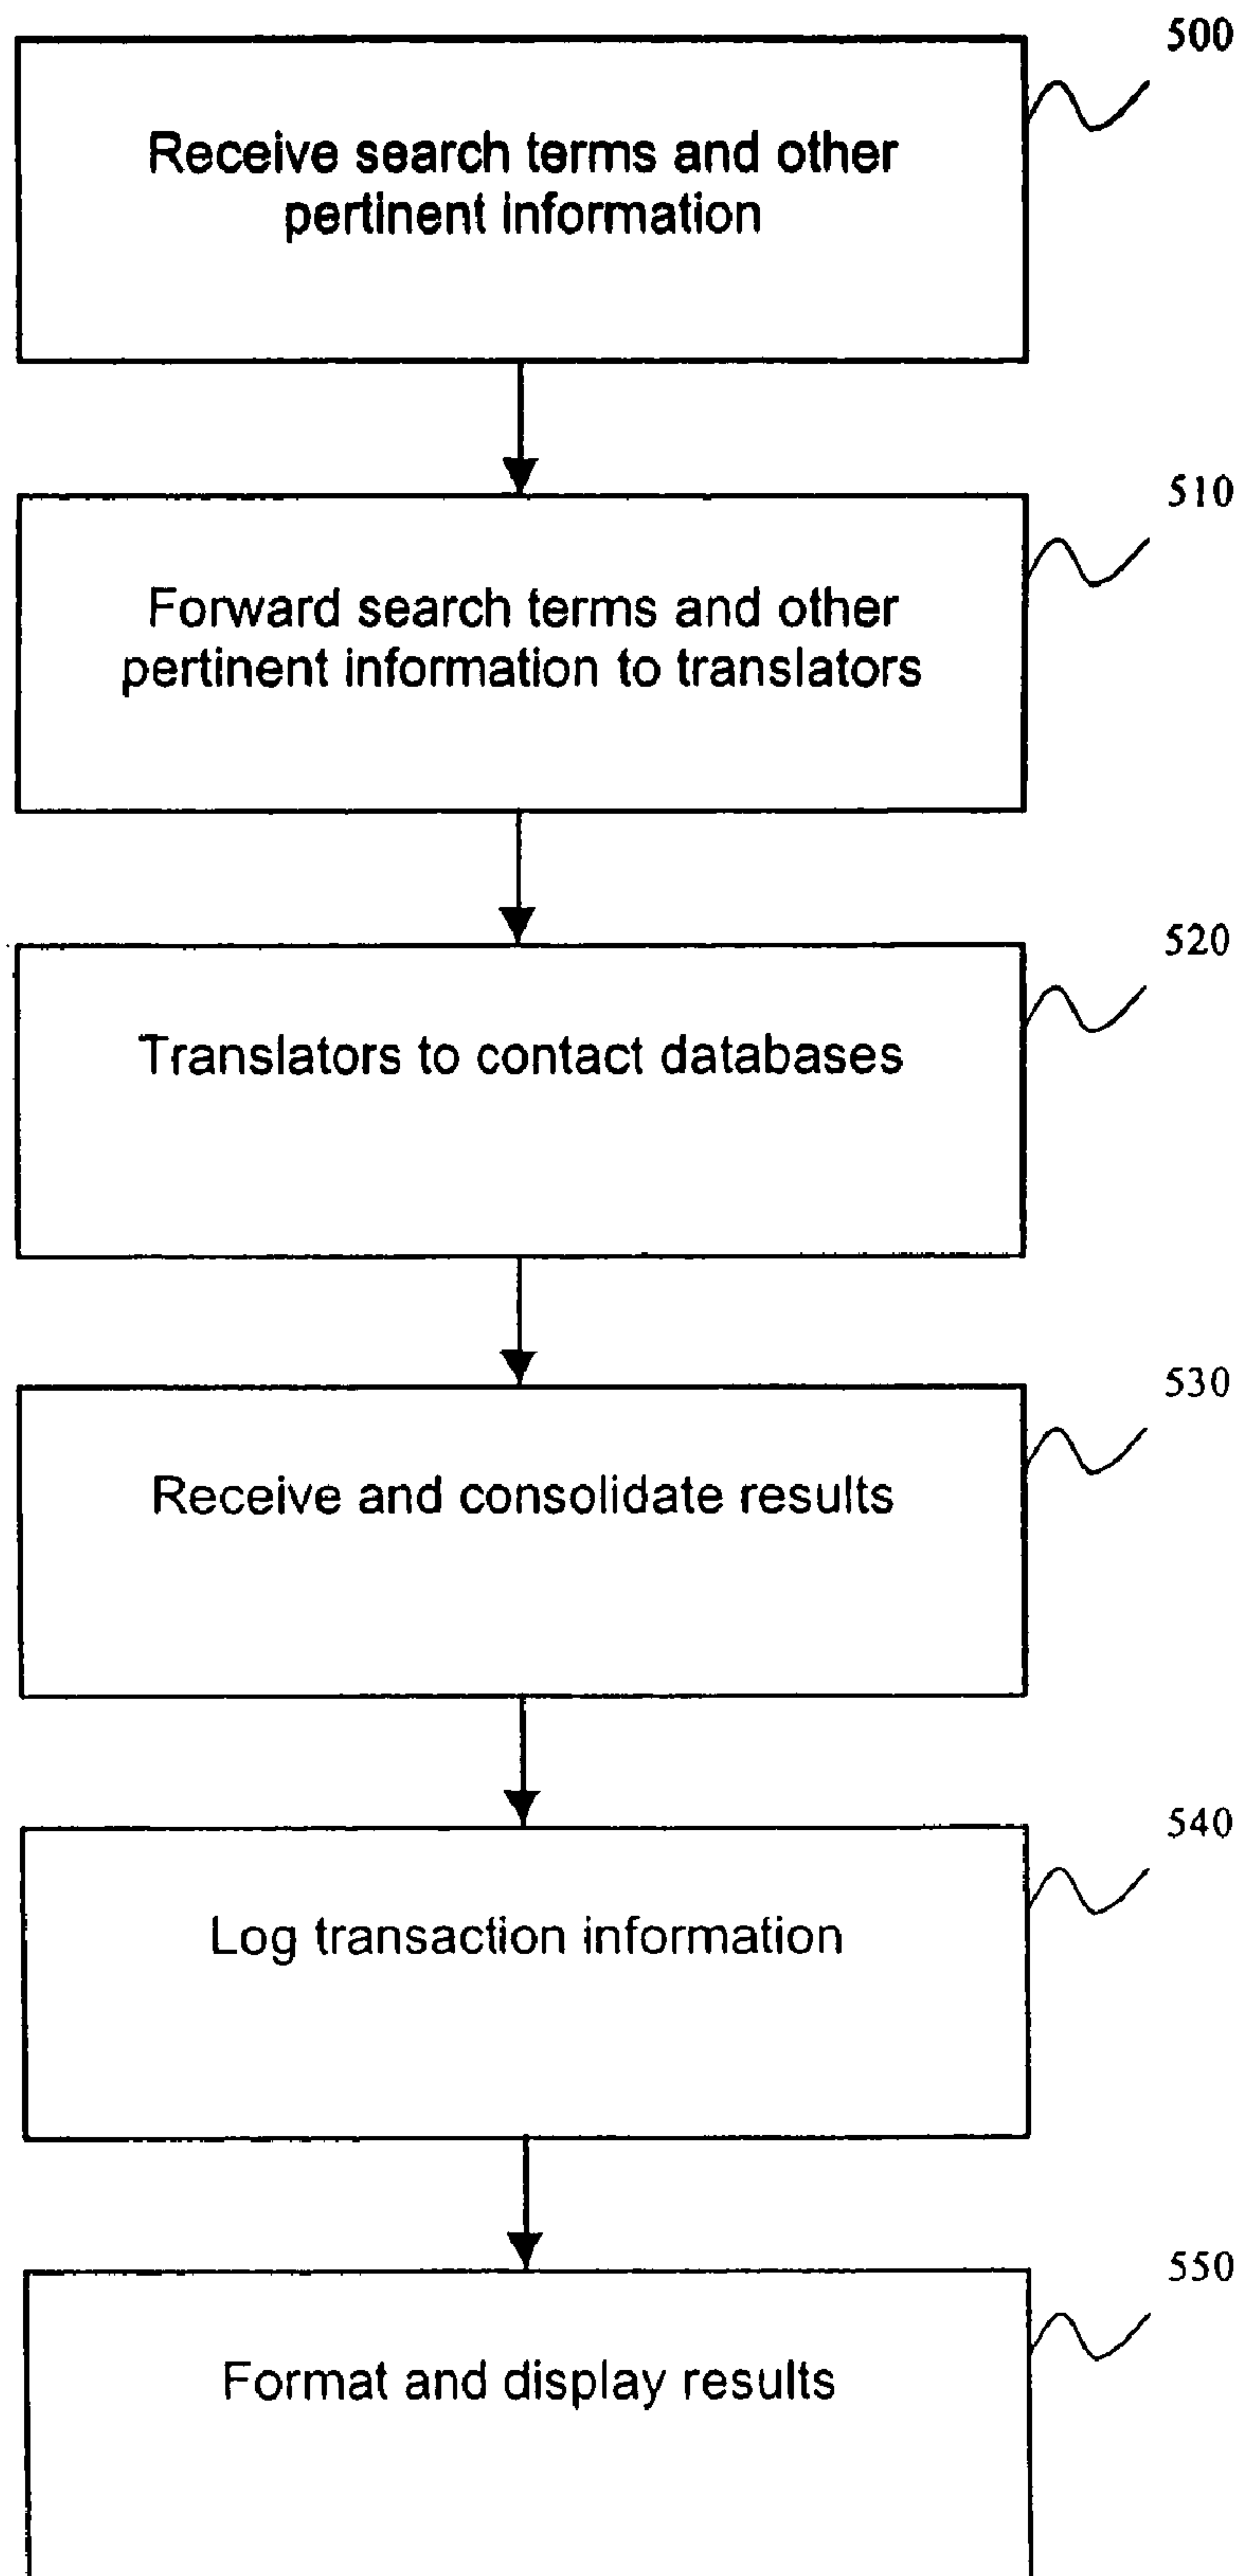 500
Receive search terms and other
pertinent information
510
Forward search terms and other
pertinent information to translators
520
Translators to contact databases
530
Receive and consolidate results
540
Log transaction information
550
Format and display results